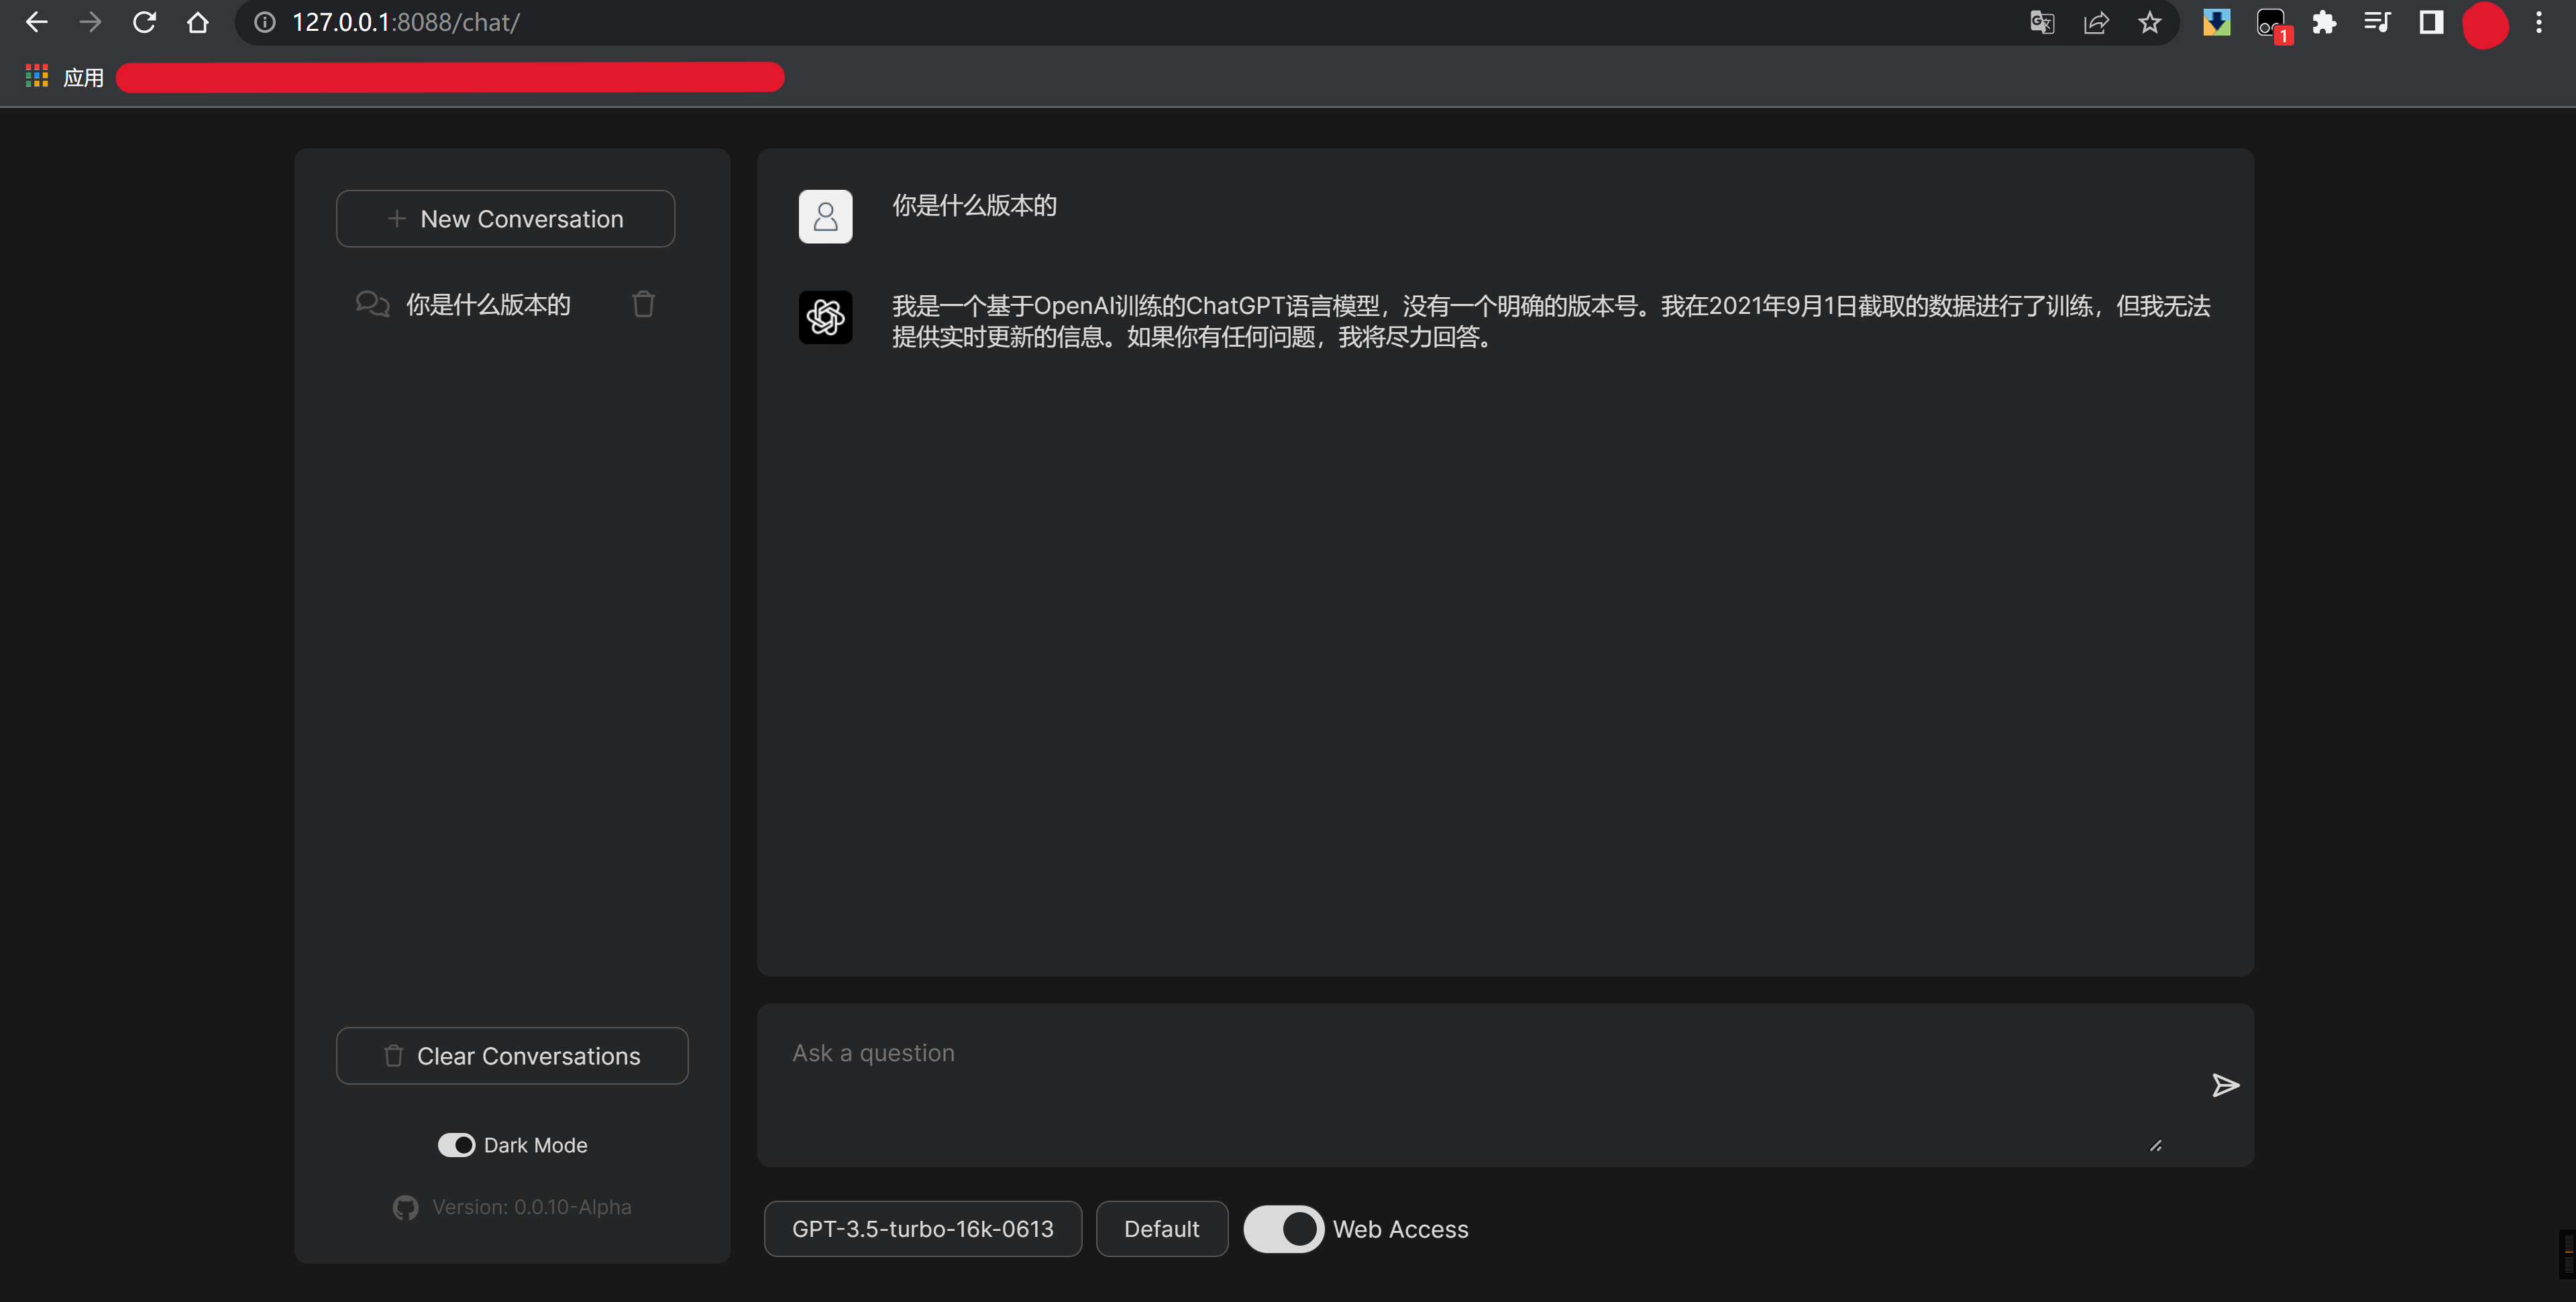 127.0.0.1:8088/chat/
1
应用
New Conversation
你是什么版本的
Clear Conversations
Dark Mode
Version: 0.0.10-Alpha
你是什么版本的
我是一个基于OpenAI训练的ChatGPT语言模型，没有一个明确的版本号。我在2021年9月1日截取的数据进行了训练，但我无法
提供实时更新的信息。如果你有任何问题，我将尽力回答。
Ask a question
GPT-3.5-turbo-16k-0613
Default
Web Access